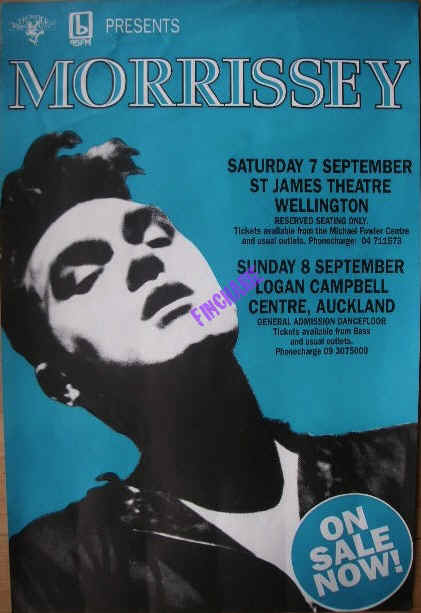 b
95FM
PRESENTS
MORRISSEY
SATURDAY 7 SEPTEMBER
ST JAMES THEATRE
WELLINGTON
RESERVED SEATING ONLY.
Tickets available from the Michael Fowler Centre
and usual outlets. Phonecharge: 04 711573
SUNDAY 8 SEPTEMBER
LOGAN CAMPBELL
CENTRE, AUCKLAND
GENERAL ADMISSION DANCEFLOOR
Tickets available from Bass
and usual outlets.
Phonecharge 09 3075000
ON
SALE
NOW!